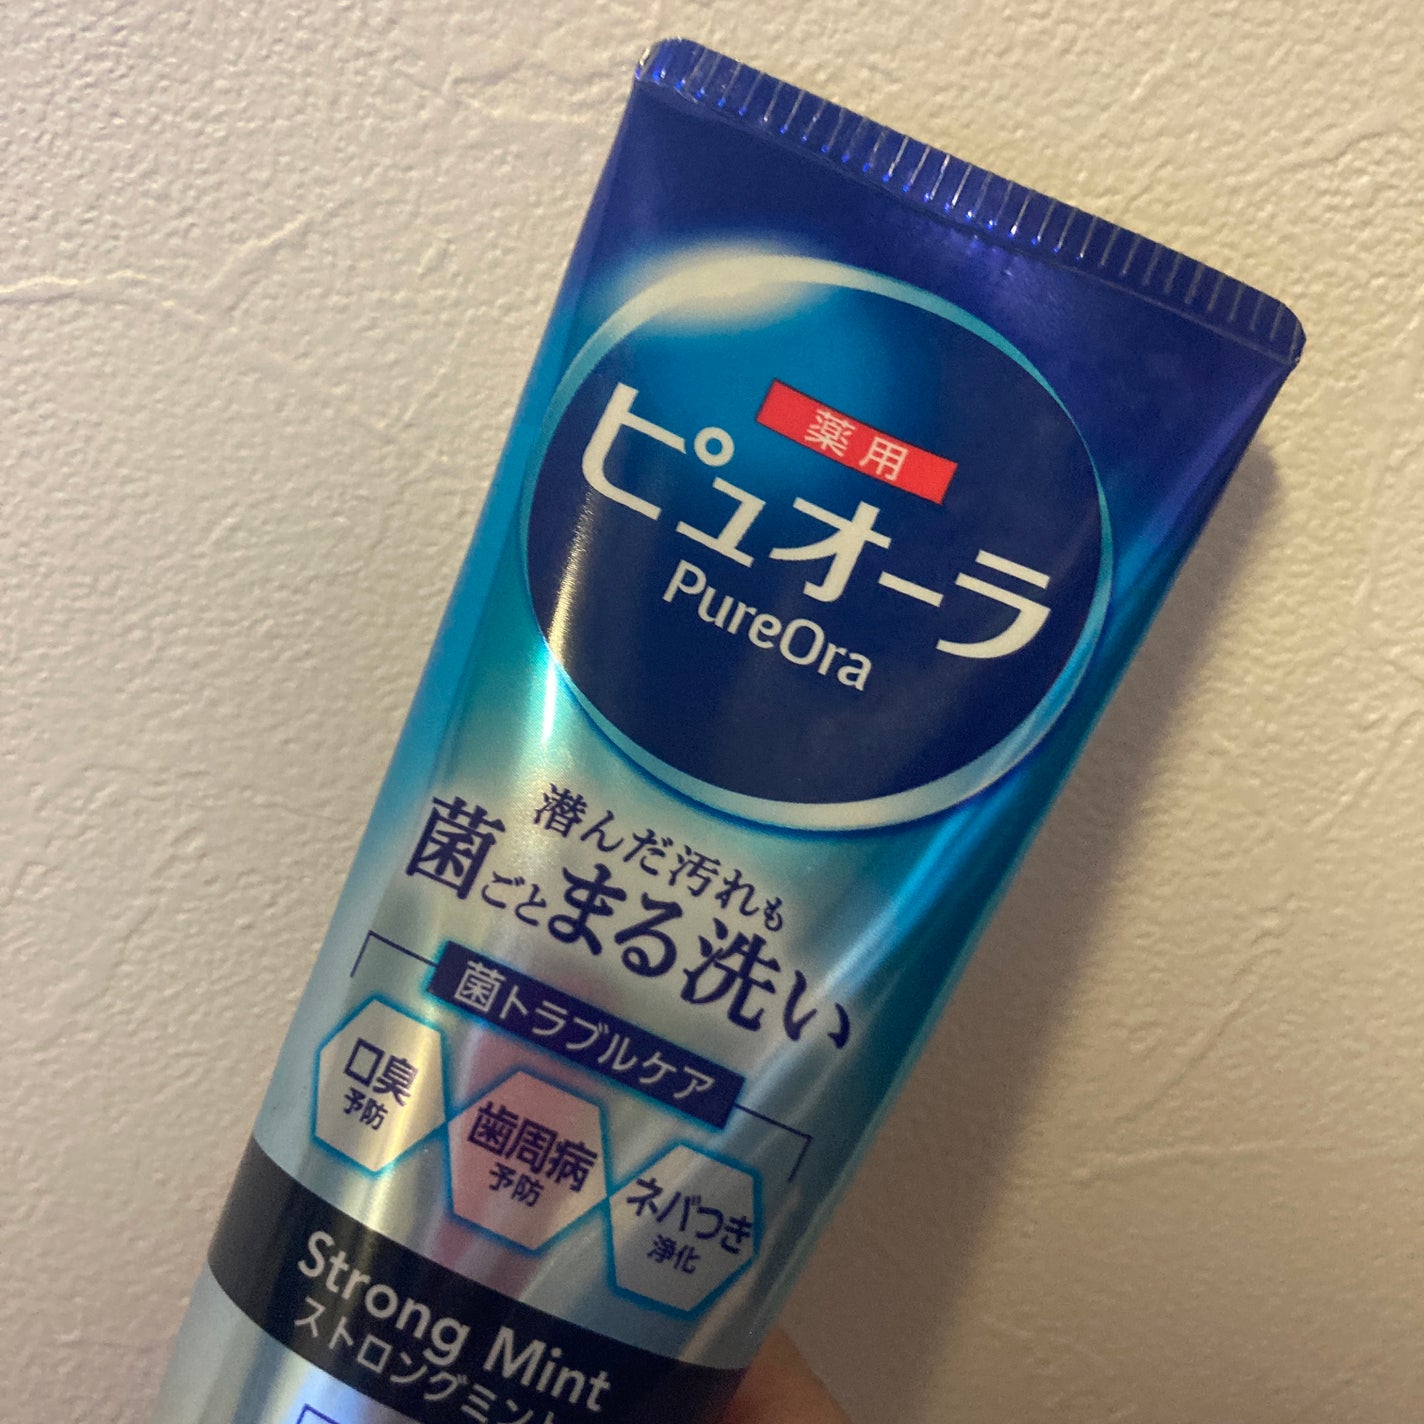 薬用
ピュオーラ
PureOra
潜んだ汚れも
菌ごとまる洗い
菌トラブルケア
口臭
予防
歯周病
予防
ネバつき
浄化
Strong Mint
ストロングミント